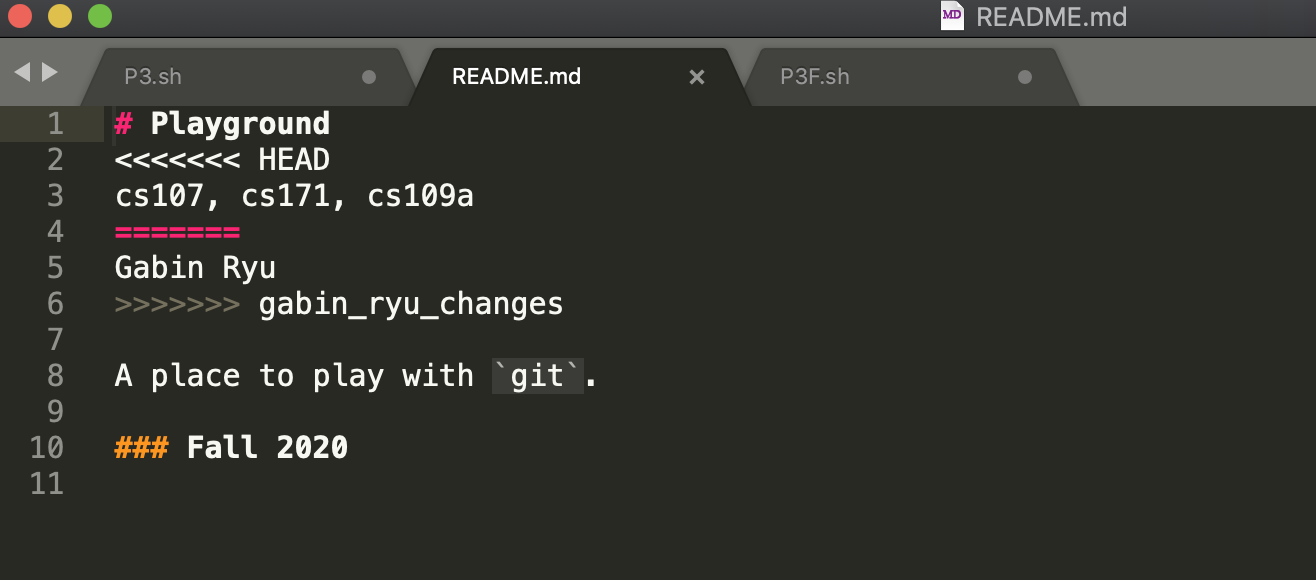 MD README.md
P3.sh README.md × P3F.sh
1 # Playground
2 <<<<<<< HEAD
3 cs107, cs171, cs109a
4 =======
5 Gabin Ryu
6 >>>>>>> gabin_ryu_changes
7
8 A place to play with `git`.
9
10 ### Fall 2020
11